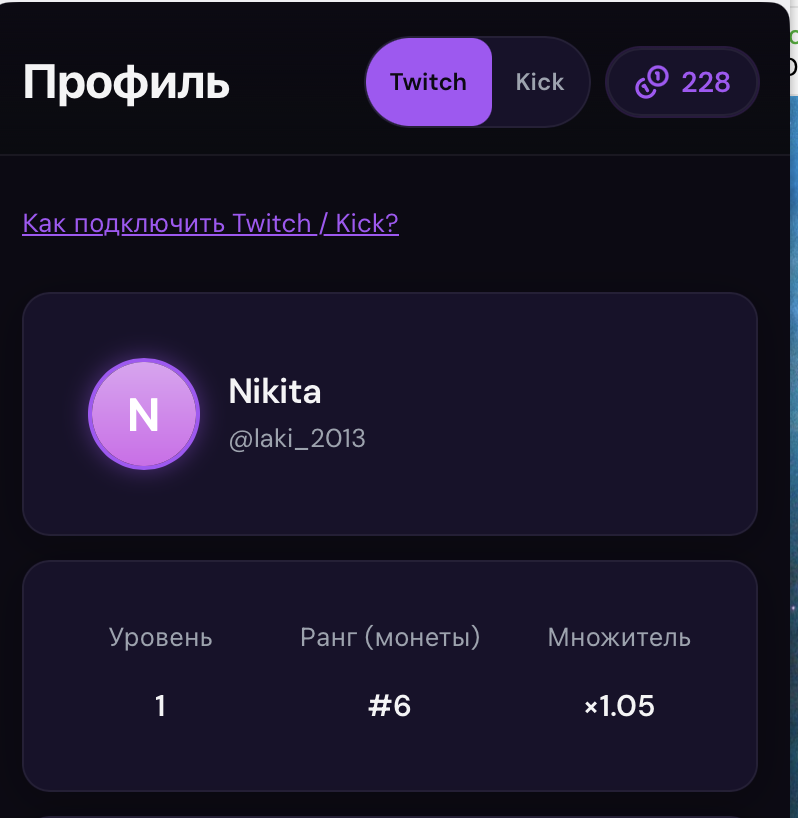 Профиль
Twitch
Kick
228
Как подключить Twitch / Kick?
N
Nikita
@laki_2013
Уровень
Ранг (монеты)
Множитель
1
#6
×1.05